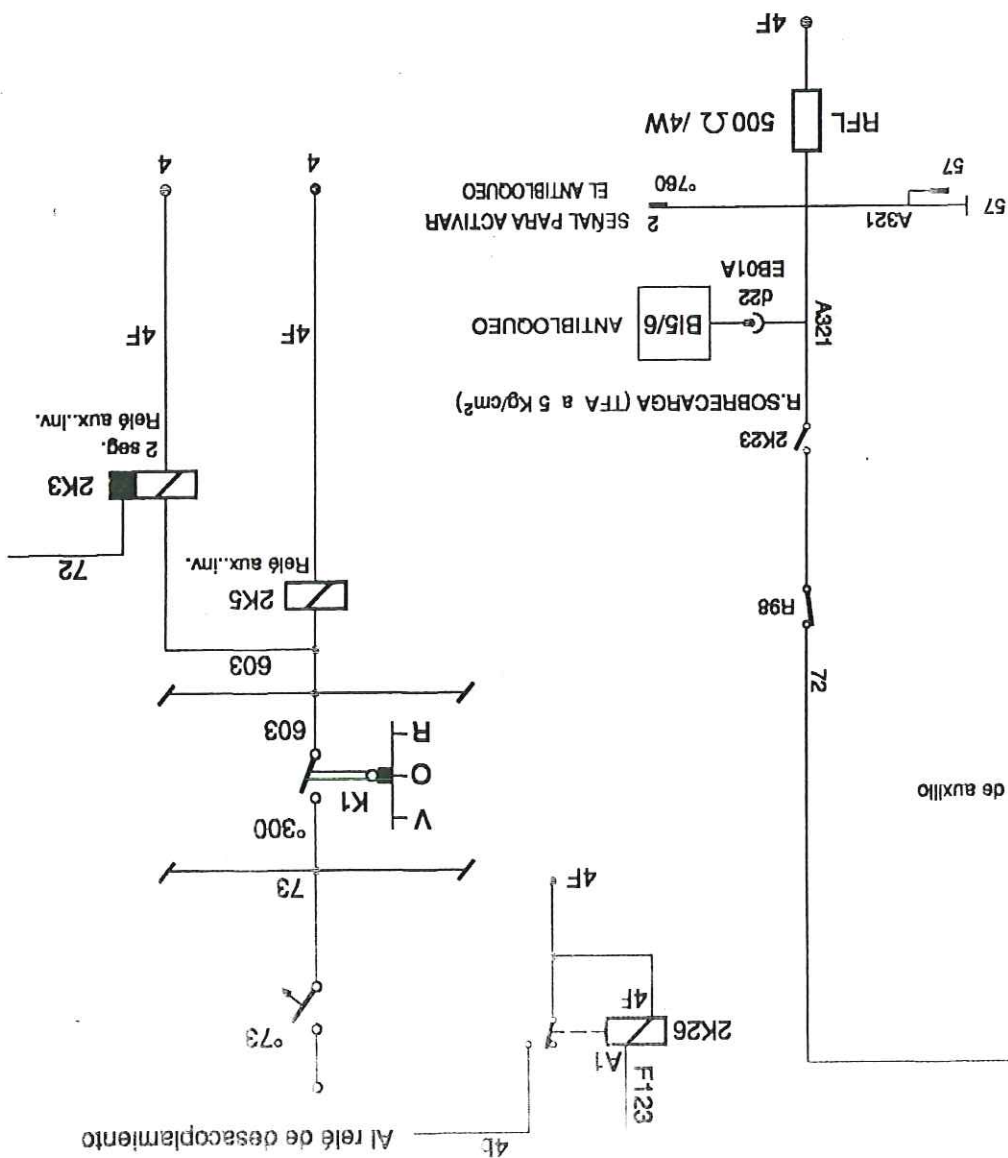 4b
Al relé de desacoplamiento
F123
A1
2K26
4F
°73
4F
73
de auxilio
°300
V
K1
O
R
603
72
603
R98
2K5
Relé aux..inv.
72
2K3
2 seg.
Relé aux..inv.
2K23
R.SOBRECARGA (TFA a 5 Kg/cm²)
A321
d22
EB01A
BI5/6
ANTIBLOQUEO
4F
4F
57
A321
57
2
°760
SEÑAL PARA ACTIVAR
EL ANTIBLOQUEO
4
4
RFL
500Ω /4W
4F